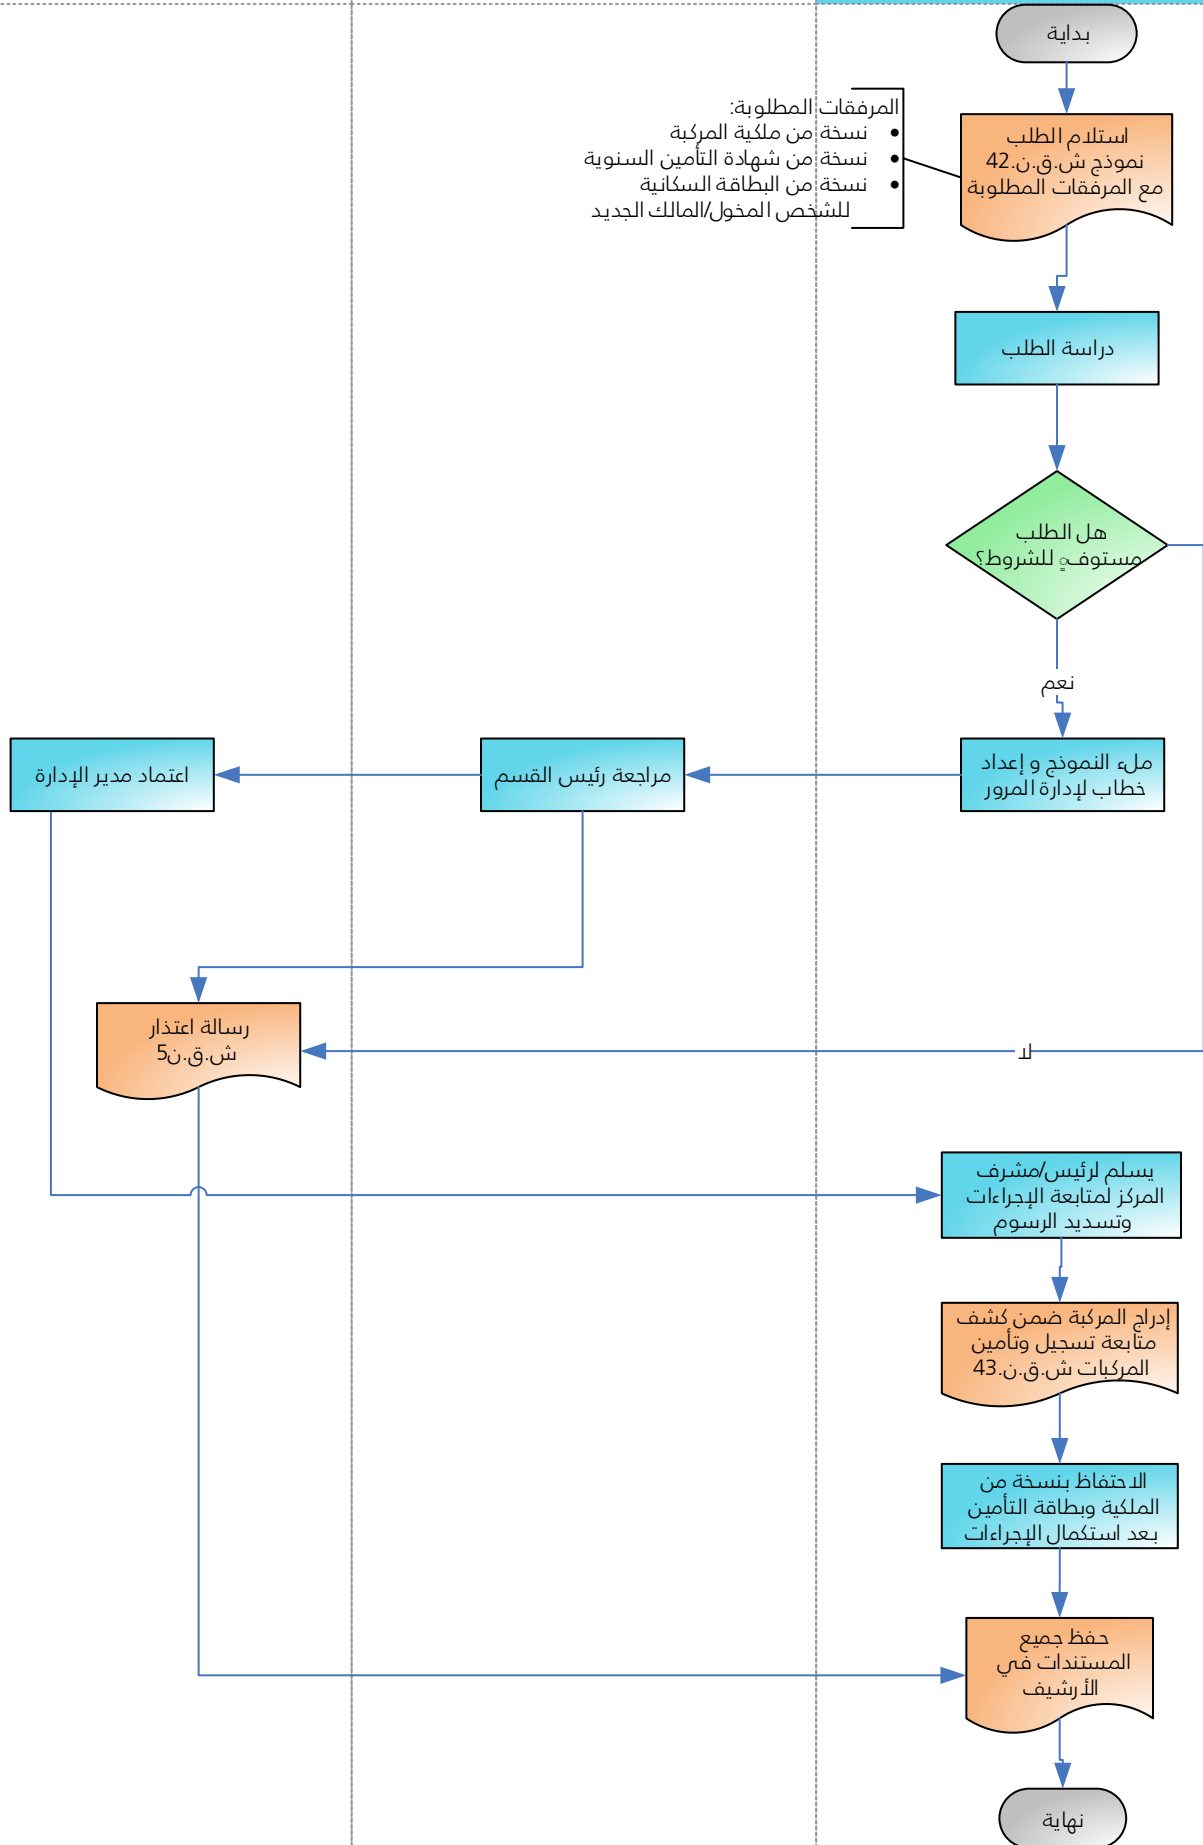 بداية
استلام الطلب
نموذج ش.ق.ن.42
مع المرفقات المطلوبة
المرفقات المطلوبة:
• نسخة من ملكية المركبة
• نسخة من شهادة التأمين السنوية
• نسخة من البطاقة السكانية
للشخص المخول/المالك الجديد
دراسة الطلب
هل الطلب
مستوفٍ للشروط؟
نعم
ملء النموذج و إعداد
خطاب لإدارة المرور
مراجعة رئيس القسم
اعتماد مدير الإدارة
رسالة اعتذار
ش.ق.ن5
لا
يسلم لرئيس/مشرف
المركز لمتابعة الإجراءات
وتسديد الرسوم
إدراج المركبة ضمن كشف
متابعة تسجيل وتأمين
المركبات ش.ق.ن.43
الاحتفاظ بنسخة من
الملكية وبطاقة التأمين
بعد استكمال الإجراءات
حفظ جميع
المستندات في
الأرشيف
نهاية